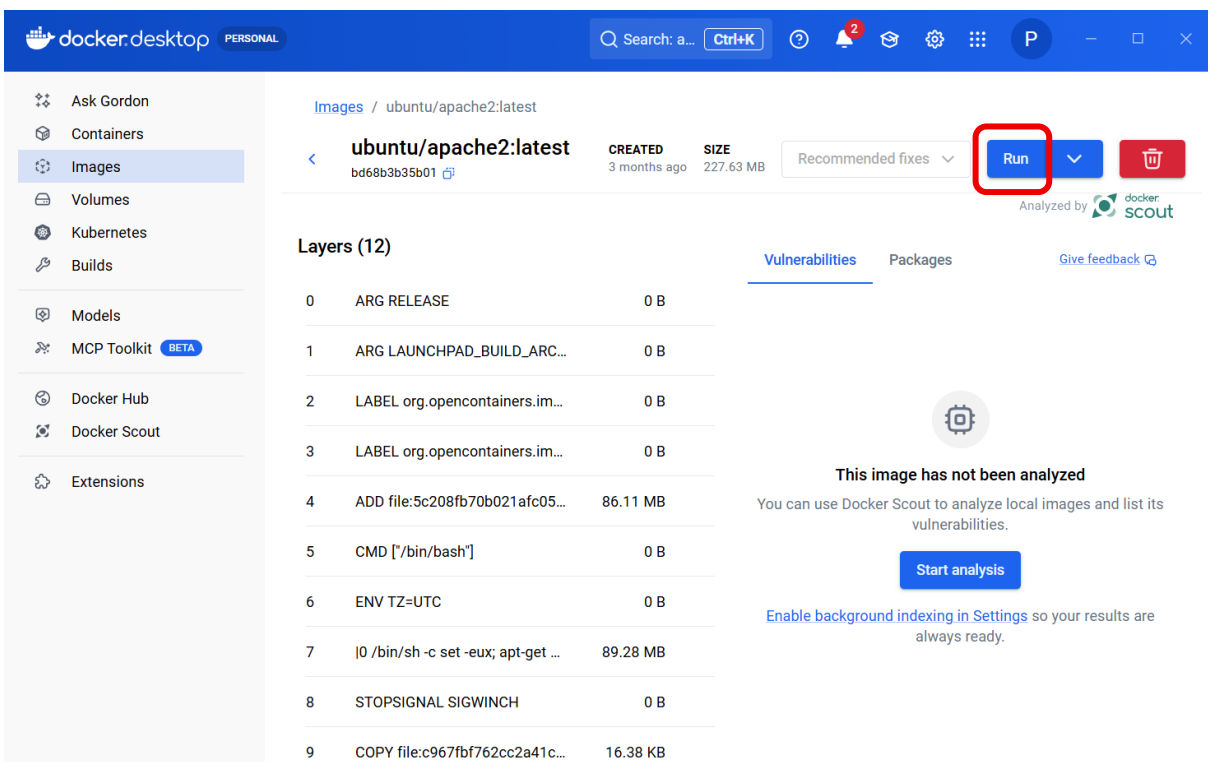 docker.desktop PERSONAL Search: a... Ctrl+K 2 P
Ask Gordon
Containers
Images
Volumes
Kubernetes
Builds
Models
MCP Toolkit BETA
Docker Hub
Docker Scout
Extensions
Images / ubuntu/apache2:latest
ubuntu/apache2:latest
bd68b3b35b01
CREATED
3 months ago
SIZE
227.63 MB
Recommended fixes
Run
Analyzed by docker. scout
Layers (12)
0 ARG RELEASE 0 B
1 ARG LAUNCHPAD_BUILD_ARC... 0 B
2 LABEL org.opencontainers.im... 0 B
3 LABEL org.opencontainers.im... 0 B
4 ADD file:5c208fb70b021afc05... 86.11 MB
5 CMD ["/bin/bash"] 0 B
6 ENV TZ=UTC 0 B
7 |0 /bin/sh -c set -eux; apt-get ... 89.28 MB
8 STOPSIGNAL SIGWINCH 0 B
9 COPY file:c967fbf762cc2a41c... 16.38 KB
Vulnerabilities Packages Give feedback
This image has not been analyzed
You can use Docker Scout to analyze local images and list its
vulnerabilities.
Start analysis
Enable background indexing in Settings so your results are
always ready.